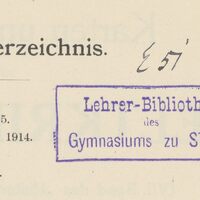 erzeichnis.
E 51
Lehrer-Biblioth
des
5.
Gymnasiums zu S
1914.